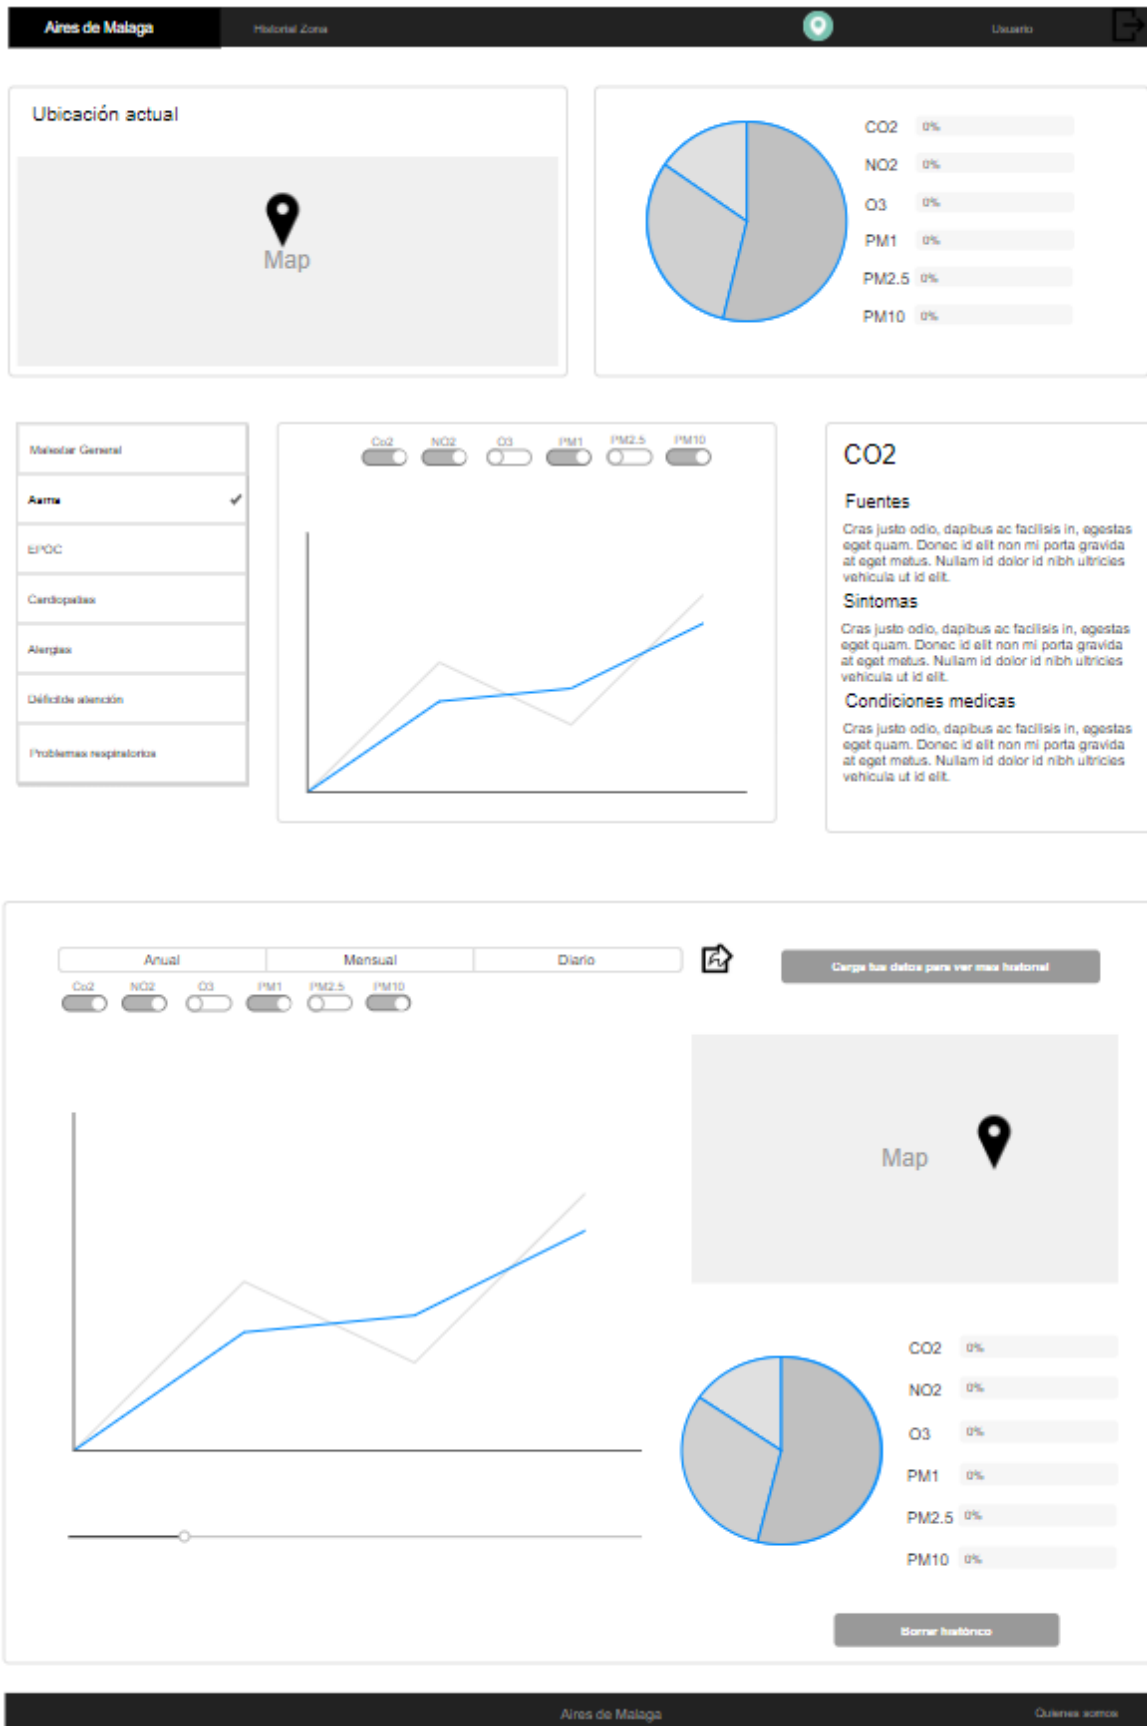 Aires de Malaga
Historial Zona
Usuario
Ubicación actual
Map
CO2 0%
NO2 0%
O3 0%
PM1 0%
PM2.5 0%
PM10 0%
Malestar General
Asma
EPOC
Cardiopatias
Alergias
Déficitde atención
Problemas respiratorios
Co2 NO2 O3 PM1 PM2.5 PM10
CO2
Fuentes
Cras justo odio, dapibus ac facilisis in, egestas
eget quam. Donec id elit non mi porta gravida
at eget metus. Nullam id dolor id nibh ultricies
vehicula ut id elit.
Sintomas
Cras justo odio, dapibus ac facilisis in, egestas
eget quam. Donec id elit non mi porta gravida
at eget metus. Nullam id dolor id nibh ultricies
vehicula ut id elit.
Condiciones medicas
Cras justo odio, dapibus ac facilisis in, egestas
eget quam. Donec id elit non mi porta gravida
at eget metus. Nullam id dolor id nibh ultricies
vehicula ut id elit.
Anual Mensual Diario
Carga tus datos para ver mas historial
Co2 NO2 O3 PM1 PM2.5 PM10
Map
CO2 0%
NO2 0%
O3 0%
PM1 0%
PM2.5 0%
PM10 0%
Borrar histórico
Aires de Malaga
Quienes somos